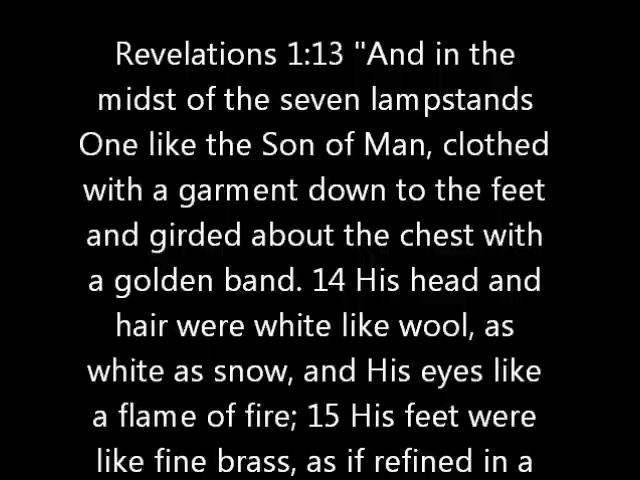 Revelations 1:13 "And in the
midst of the seven lampstands
One like the Son of Man, clothed
with a garment down to the feet
and girded about the chest with
a golden band. 14 His head and
hair were white like wool, as
white as snow, and His eyes like
a flame of fire; 15 His feet were
like fine brass, as if refined in a